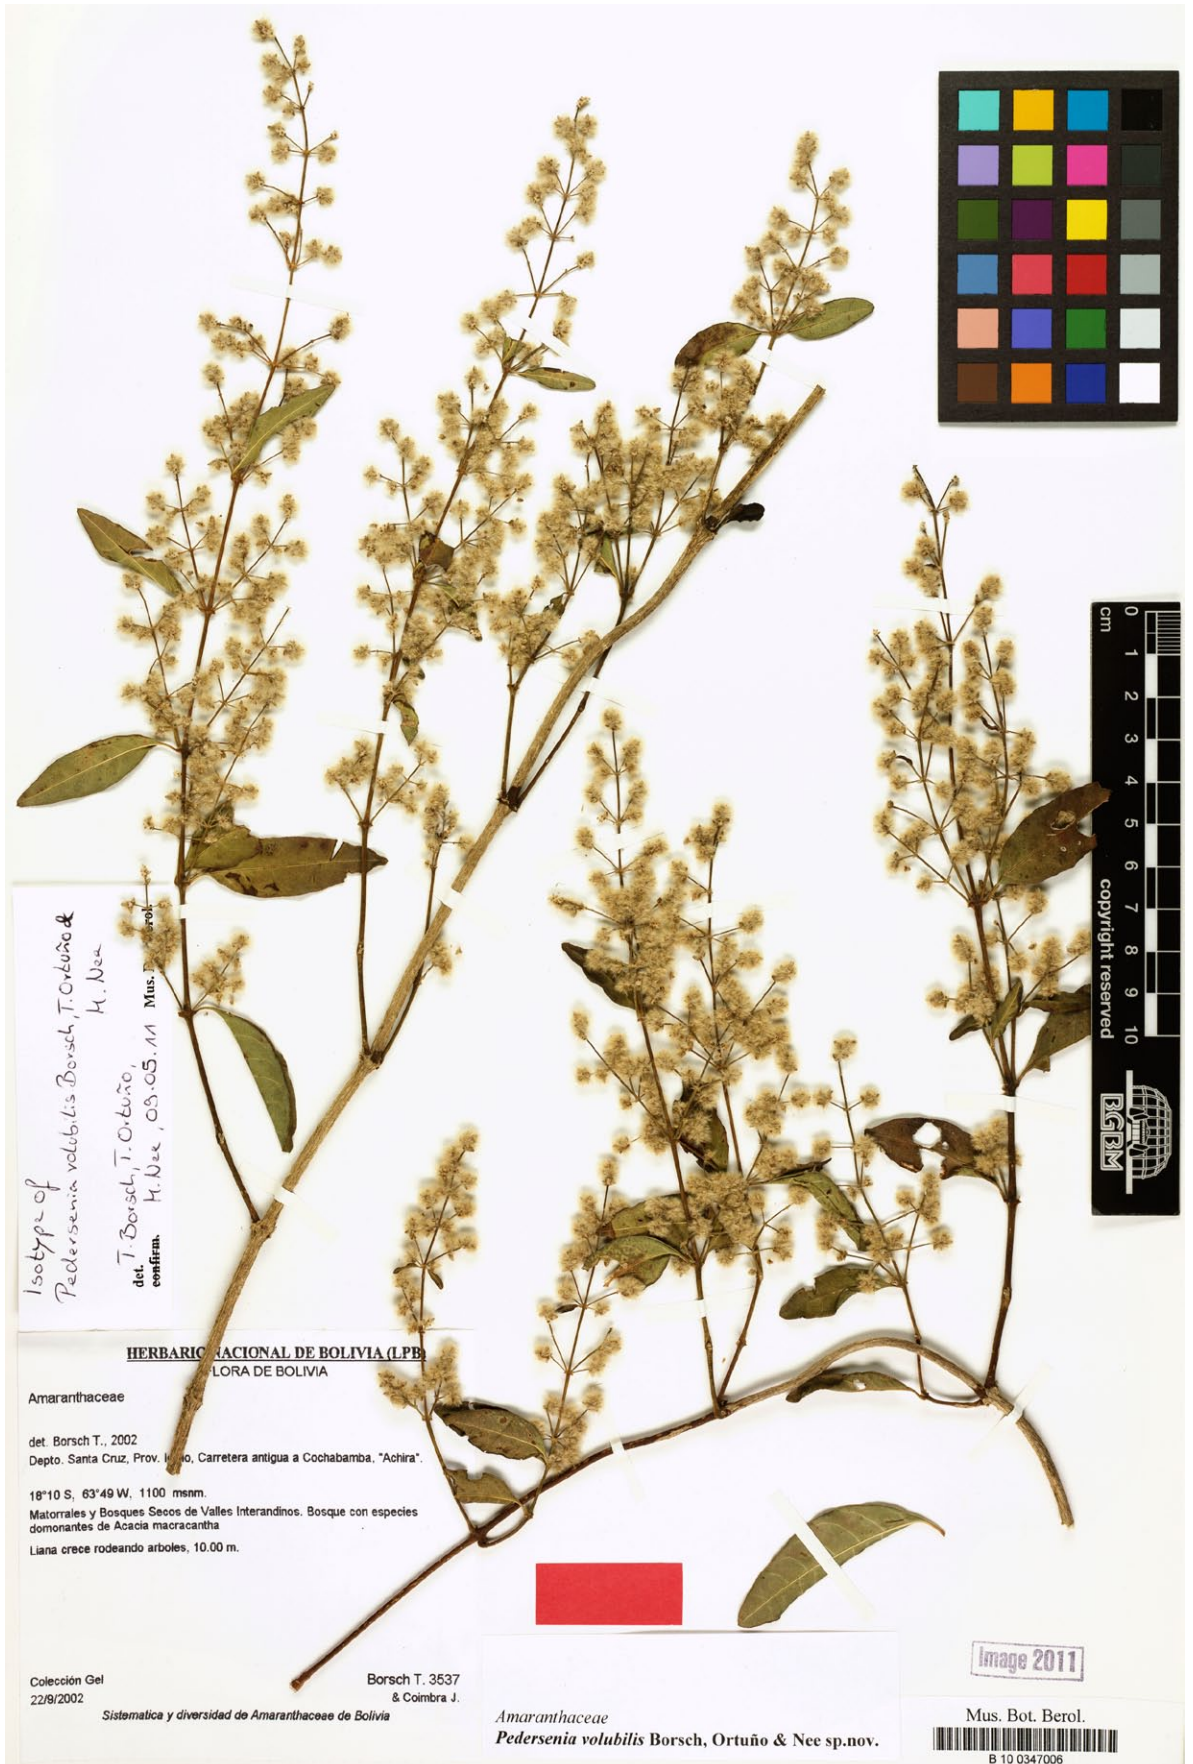 0
cm
1
2
3
4
5
6
7
8
9
10
copyright reserved
BGBM
Isotype of
Pedersenia volubilis Borsch, T. Ortuño &
M. Nee
det. T. Borsch, T. Ortuño,
confirm. M. Nee, 09.05.11 Mus.
HERBARIO NACIONAL DE BOLIVIA (LPB)
FLORA DE BOLIVIA
Amaranthaceae
det. Borsch T., 2002
Depto. Santa Cruz, Prov. Carretera antigua a Cochabamba, "Achira".
18°10 S, 63°49 W, 1100 msnm.
Matorrales y Bosques Secos de Valles Interandinos. Bosque con especies
domonantes de Acacia macracantha
Liana crece rodeando arboles, 10.00 m.
Colección Gel
22/9/2002
Borsch T. 3537
& Coimbra J.
Sistematica y diversidad de Amaranthaceae de Bolivia
Amaranthaceae
Pedersenia volubilis Borsch, Ortuño & Nee sp.nov.
Image 2011
Mus. Bot. Berol.
B 10 0347006